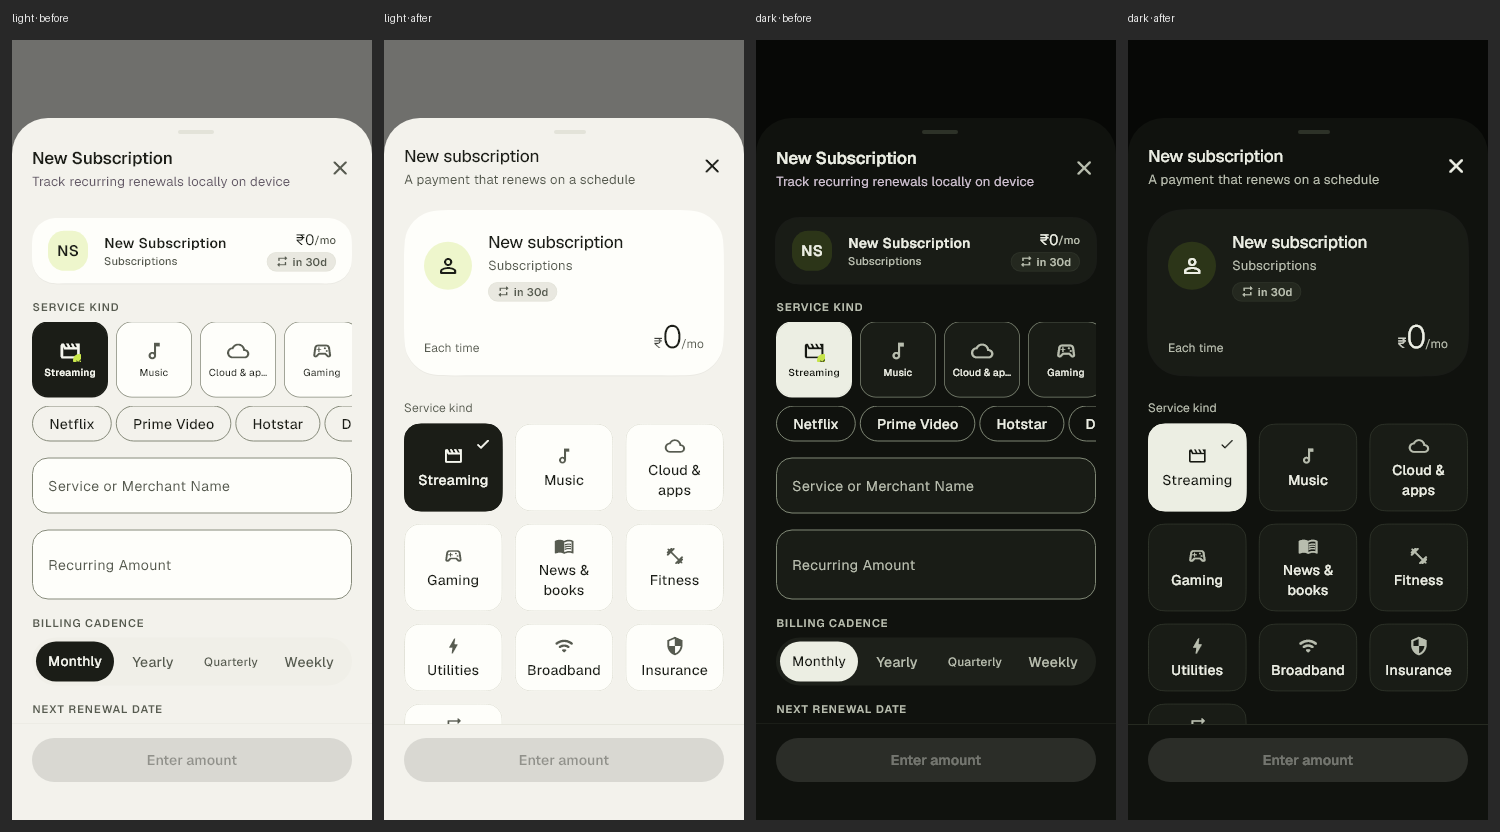 light·before
New Subscription
Track recurring renewals locally on device
NS
New Subscription
Subscriptions
₹0/mo
in 30d
SERVICE KIND
Streaming
Music
Cloud & ap…
Gaming
Netflix
Prime Video
Hotstar
D
Service or Merchant Name
Recurring Amount
BILLING CADENCE
Monthly
Yearly
Quarterly
Weekly
NEXT RENEWAL DATE
Enter amount
light·after
New subscription
A payment that renews on a schedule
New subscription
Subscriptions
in 30d
Each time
₹0/mo
Service kind
Streaming
Music
Cloud &
apps
Gaming
News &
books
Fitness
Utilities
Broadband
Insurance
Enter amount
dark·before
New Subscription
Track recurring renewals locally on device
NS
New Subscription
Subscriptions
₹0/mo
in 30d
SERVICE KIND
Streaming
Music
Cloud & ap…
Gaming
Netflix
Prime Video
Hotstar
D
Service or Merchant Name
Recurring Amount
BILLING CADENCE
Monthly
Yearly
Quarterly
Weekly
NEXT RENEWAL DATE
Enter amount
dark·after
New subscription
A payment that renews on a schedule
New subscription
Subscriptions
in 30d
Each time
₹0/mo
Service kind
Streaming
Music
Cloud &
apps
Gaming
News &
books
Fitness
Utilities
Broadband
Insurance
Enter amount